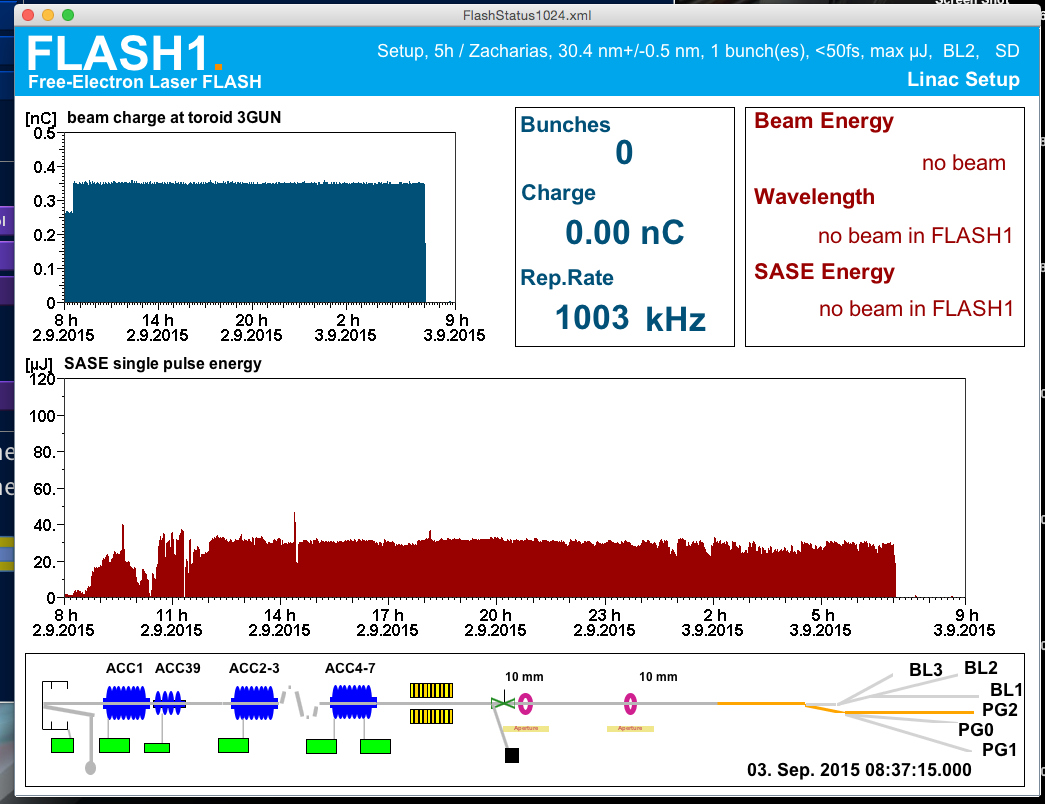 FlashStatus1024.xml
FLASH1.
Free-Electron Laser FLASH
Setup, 5h / Zacharias, 30.4 nm+/-0.5 nm, 1 bunch(es), <50fs, max µJ, BL2, SD
Linac Setup
[nC] beam charge at toroid 3GUN
0.5
0.4
0.3
0.2
0.1
0
8 h 14 h 20 h 2 h 9 h
2.9.2015 2.9.2015 2.9.2015 3.9.2015 3.9.2015
Bunches
0
Charge
0.00 nC
Rep.Rate
1003 kHz
Beam Energy
no beam
Wavelength
no beam in FLASH1
SASE Energy
no beam in FLASH1
[µJ] SASE single pulse energy
120
100
80.
60.
40.
20.
0
8 h 11 h 14 h 17 h 20 h 23 h 2 h 5 h 9 h
2.9.2015 2.9.2015 2.9.2015 2.9.2015 2.9.2015 2.9.2015 3.9.2015 3.9.2015 3.9.2015
ACC1 ACC39 ACC2-3 ACC4-7
10 mm 10 mm
Aperture Aperture
BL3 BL2
BL1
PG2
PG0
PG1
03. Sep. 2015 08:37:15.000